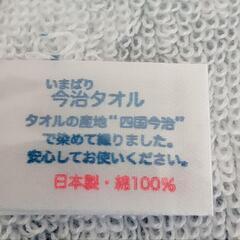 いまばり
今治タオル
タオルの産地“四国今治”
で染めて織りました。
安心してお使いください。
日本製・綿100%